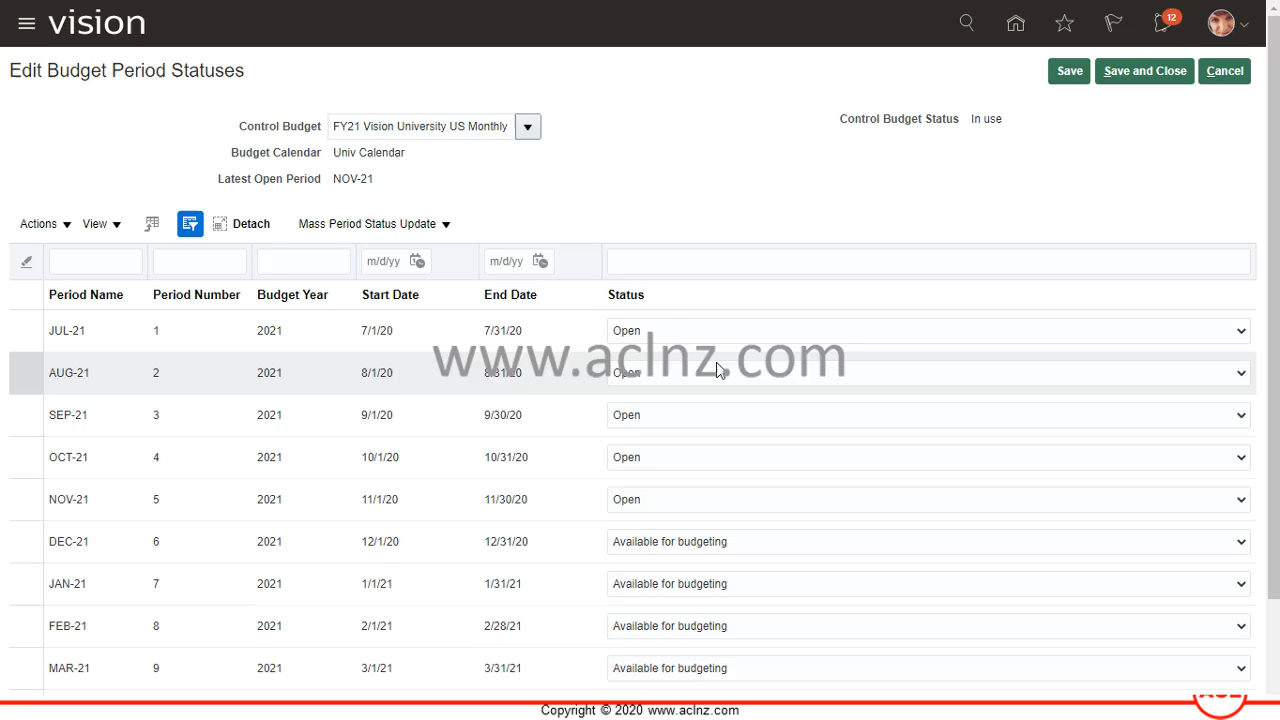 vision
12
Edit Budget Period Statuses
Save Save and Close Cancel
Control Budget FY21 Vision University US Monthly
Control Budget Status In use
Budget Calendar Univ Calendar
Latest Open Period NOV-21
Actions View Detach Mass Period Status Update
m/d/yy m/d/yy
Period Name Period Number Budget Year Start Date End Date Status
JUL-21 1 2021 7/1/20 7/31/20 Open
www.aclnz.com
AUG-21 2 2021 8/1/20 8/31/20 Open
SEP-21 3 2021 9/1/20 9/30/20 Open
OCT-21 4 2021 10/1/20 10/31/20 Open
NOV-21 5 2021 11/1/20 11/30/20 Open
DEC-21 6 2021 12/1/20 12/31/20 Available for budgeting
JAN-21 7 2021 1/1/21 1/31/21 Available for budgeting
FEB-21 8 2021 2/1/21 2/28/21 Available for budgeting
MAR-21 9 2021 3/1/21 3/31/21 Available for budgeting
Copyright © 2020 www.aclnz.com